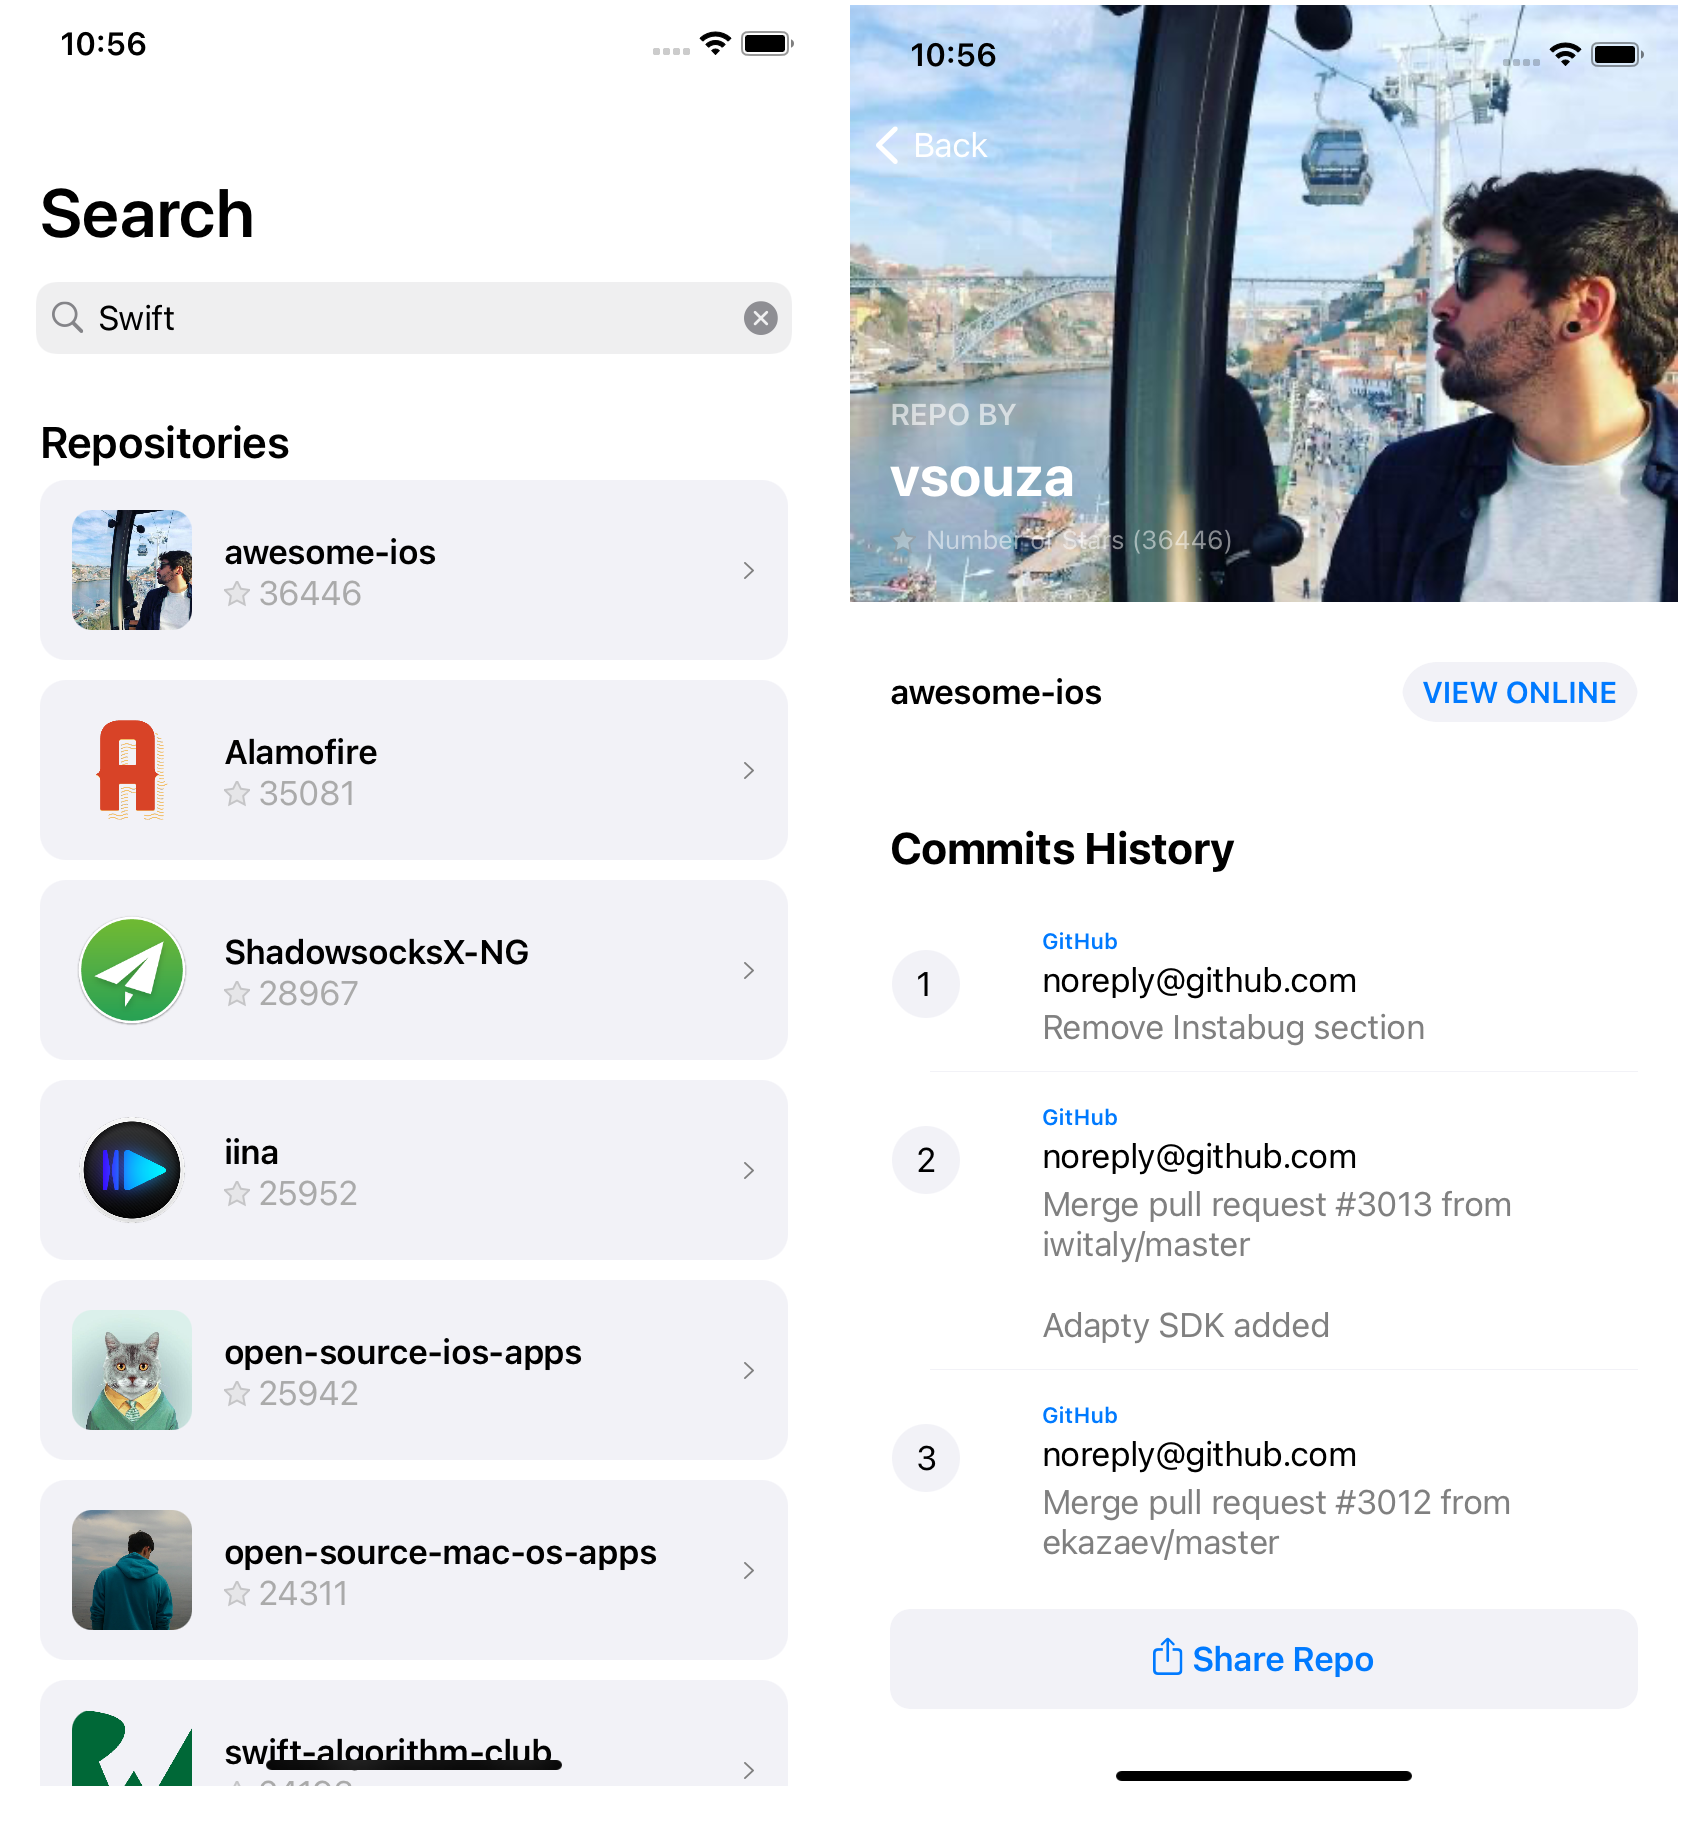 10:56
Search
Swift
Repositories
awesome-ios
36446
Alamofire
35081
ShadowsocksX-NG
28967
iina
25952
open-source-ios-apps
25942
open-source-mac-os-apps
24311
swift-algorithm-club
10:56
Back
REPO BY
vsouza
Number of Stars (36446)
awesome-ios
VIEW ONLINE
Commits History
1
GitHub
noreply@github.com
Remove Instabug section
2
GitHub
noreply@github.com
Merge pull request #3013 from
iwitaly/master
Adapty SDK added
3
GitHub
noreply@github.com
Merge pull request #3012 from
ekazaev/master
Share Repo